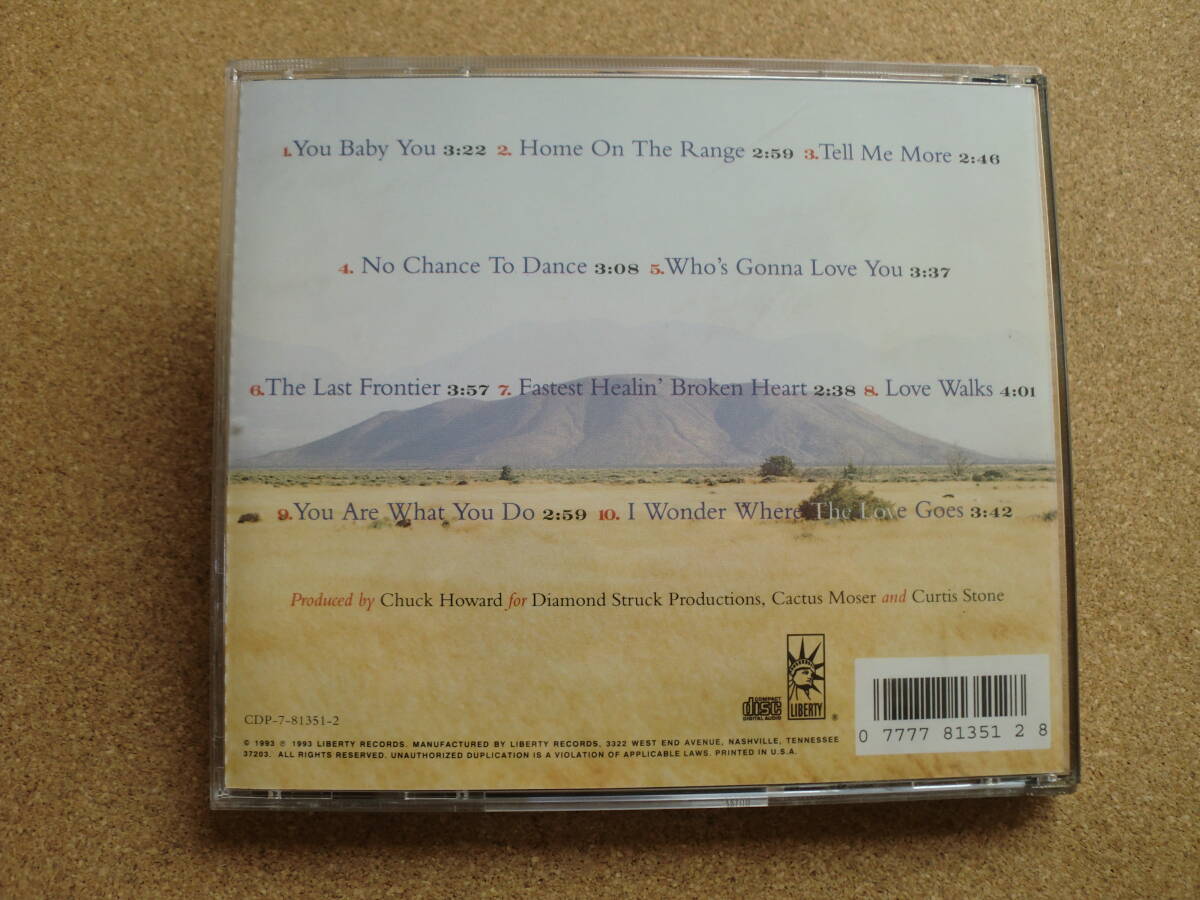 1. You Baby You 3:22 2. Home On The Range 2:59 3. Tell Me More 2:46
4. No Chance To Dance 3:08 5. Who's Gonna Love You 3:37
6. The Last Frontier 3:57 7. Fastest Healin' Broken Heart 2:38 8. Love Walks 4:01
9. You Are What You Do 2:59 10. I Wonder Where The Love Goes 3:42
Produced by Chuck Howard for Diamond Struck Productions, Cactus Moser and Curtis Stone
COMPACT
disc
DIGITAL AUDIO
LIBERTY
®
CDP-7-81351-2
0 7777 81351 2 8
© 1993 ℗ 1993 LIBERTY RECORDS. MANUFACTURED BY LIBERTY RECORDS, 3322 WEST END AVENUE, NASHVILLE, TENNESSEE
37203. ALL RIGHTS RESERVED. UNAUTHORIZED DUPLICATION IS A VIOLATION OF APPLICABLE LAWS. PRINTED IN U.S.A.